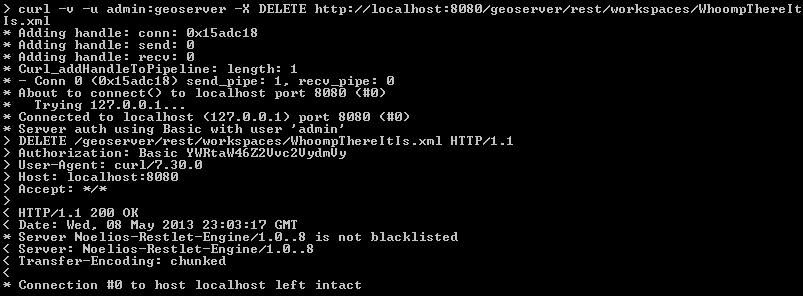 > curl -v -u admin:geoserver -X DELETE http://localhost:8080/geoserver/rest/workspaces/WhoompThereIt
Is.xml
* Adding handle: conn: 0x15adc18
* Adding handle: send: 0
* Adding handle: recv: 0
* Curl_addHandleToPipeline: length: 1
* - Conn 0 (0x15adc18) send_pipe: 1, recv_pipe: 0
* About to connect() to localhost port 8080 (#0)
*   Trying 127.0.0.1...
* Connected to localhost (127.0.0.1) port 8080 (#0)
* Server auth using Basic with user 'admin'
> DELETE /geoserver/rest/workspaces/WhoompThereItIs.xml HTTP/1.1
> Authorization: Basic YWRtaW46Z2Vvc2VydmVy
> User-Agent: curl/7.30.0
> Host: localhost:8080
> Accept: */*
>
< HTTP/1.1 200 OK
< Date: Wed, 08 May 2013 23:03:17 GMT
* Server Noelios-Restlet-Engine/1.0..8 is not blacklisted
< Server: Noelios-Restlet-Engine/1.0..8
< Transfer-Encoding: chunked
<
* Connection #0 to host localhost left intact